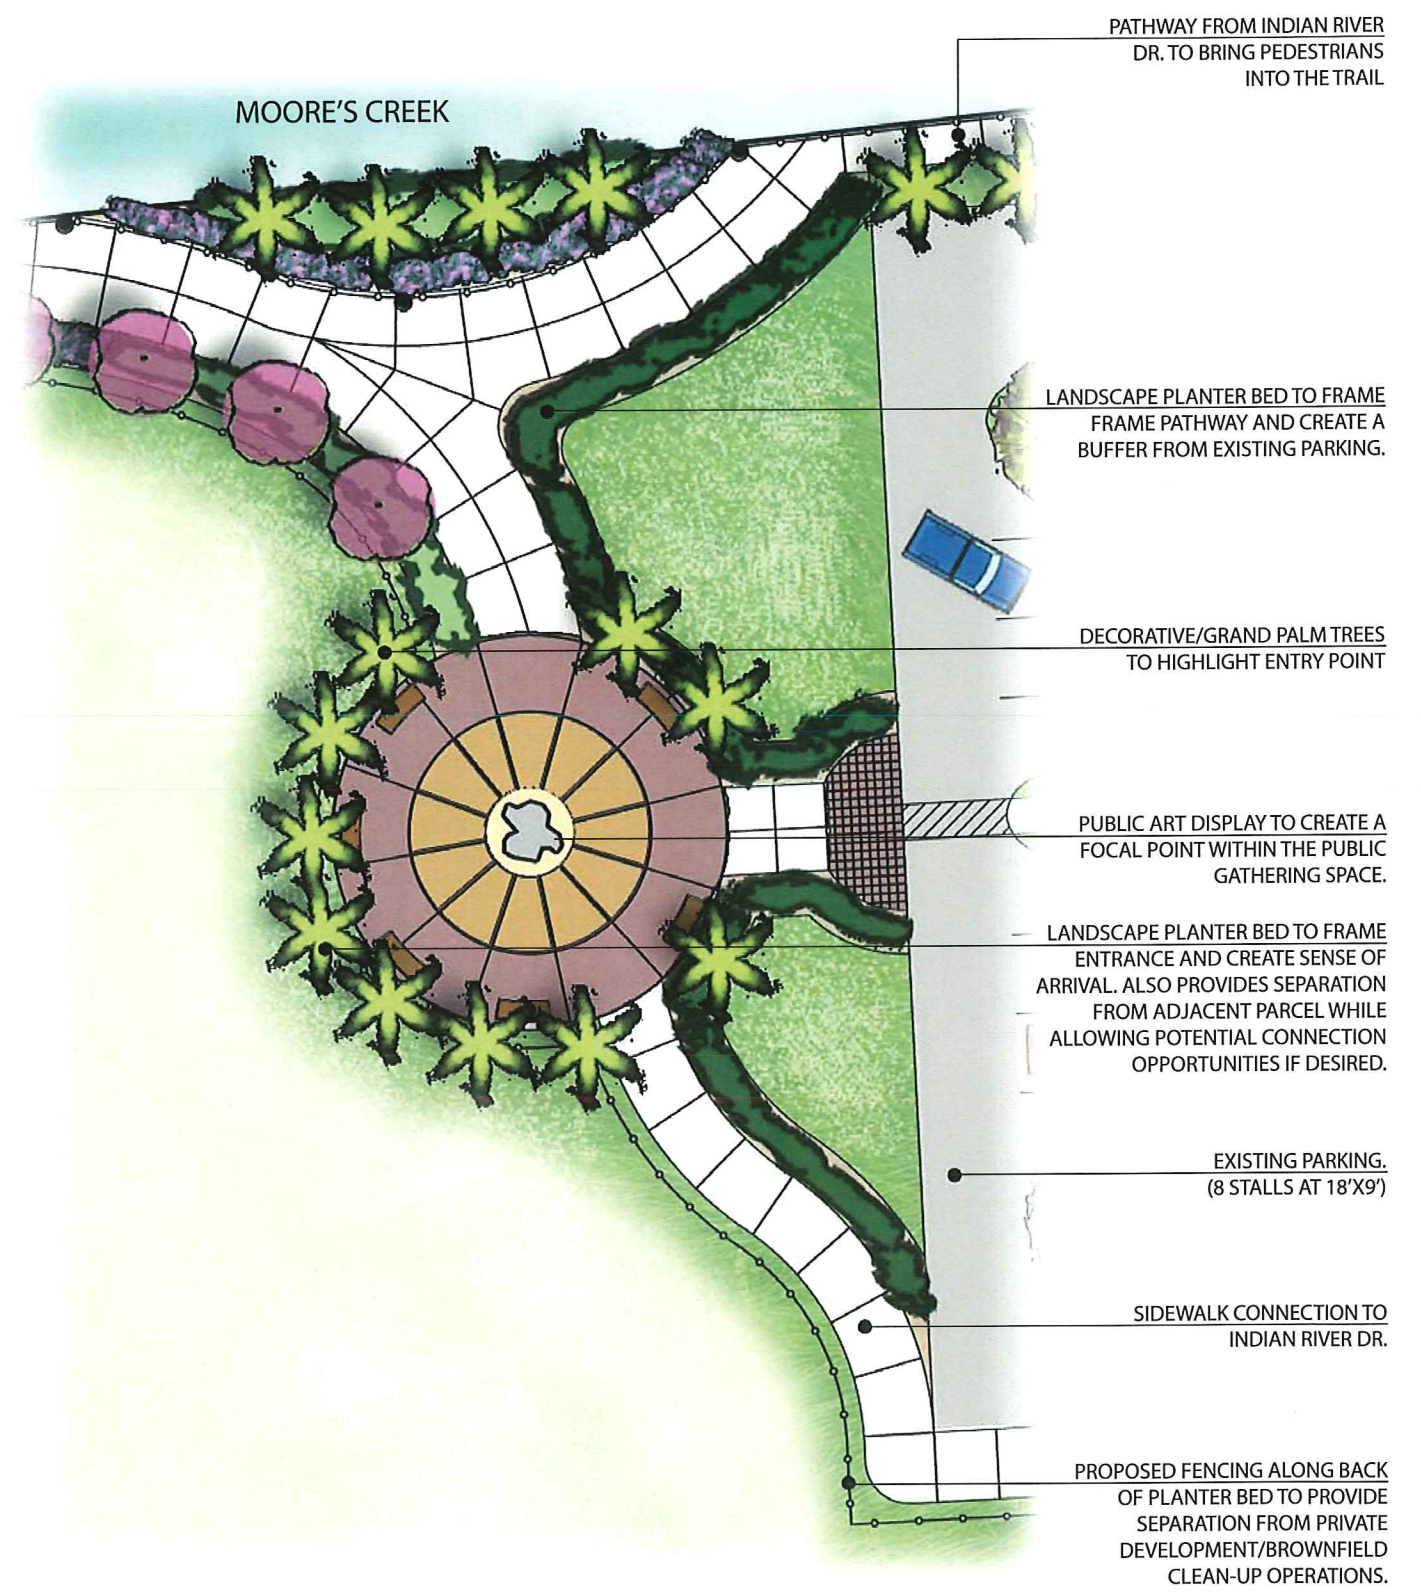 PATHWAY FROM INDIAN RIVER
DR. TO BRING PEDESTRIANS
INTO THE TRAIL
MOORE'S CREEK
LANDSCAPE PLANTER BED TO FRAME
FRAME PATHWAY AND CREATE A
BUFFER FROM EXISTING PARKING.
DECORATIVE/GRAND PALM TREES
TO HIGHLIGHT ENTRY POINT
PUBLIC ART DISPLAY TO CREATE A
FOCAL POINT WITHIN THE PUBLIC
GATHERING SPACE.
LANDSCAPE PLANTER BED TO FRAME
ENTRANCE AND CREATE SENSE OF
ARRIVAL. ALSO PROVIDES SEPARATION
FROM ADJACENT PARCEL WHILE
ALLOWING POTENTIAL CONNECTION
OPPORTUNITIES IF DESIRED.
EXISTING PARKING.
(8 STALLS AT 18'X9')
SIDEWALK CONNECTION TO
INDIAN RIVER DR.
PROPOSED FENCING ALONG BACK
OF PLANTER BED TO PROVIDE
SEPARATION FROM PRIVATE
DEVELOPMENT/BROWNFIELD
CLEAN-UP OPERATIONS.